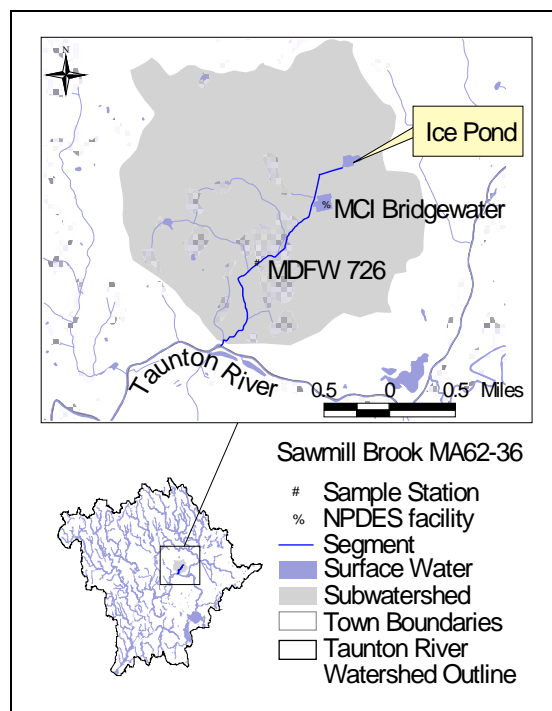 N
Ice Pond
% MCI Bridgewater
# MDFW 726
Taunton River
0.5 0 0.5 Miles
Sawmill Brook MA62-36
# Sample Station
% NPDES facility
Segment
Surface Water
Subwatershed
Town Boundaries
Taunton River
Watershed Outline